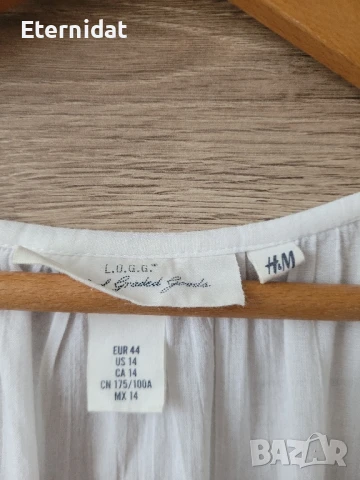 Eternidat
L.O.G.G.
Graded Goods.
H&M
EUR 44
US 14
CA 14
CN 175/100A
MX 14
BAZAR